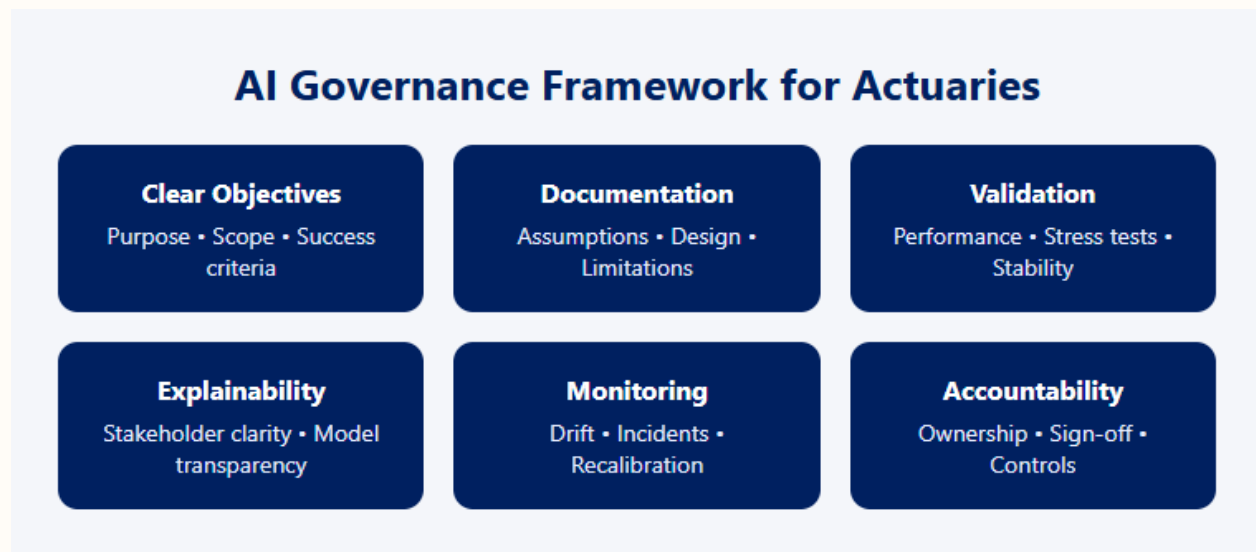 AI Governance Framework for Actuaries
Clear Objectives
Purpose • Scope • Success
criteria
Documentation
Assumptions • Design •
Limitations
Validation
Performance • Stress tests •
Stability
Explainability
Stakeholder clarity • Model
transparency
Monitoring
Drift • Incidents •
Recalibration
Accountability
Ownership • Sign-off •
Controls